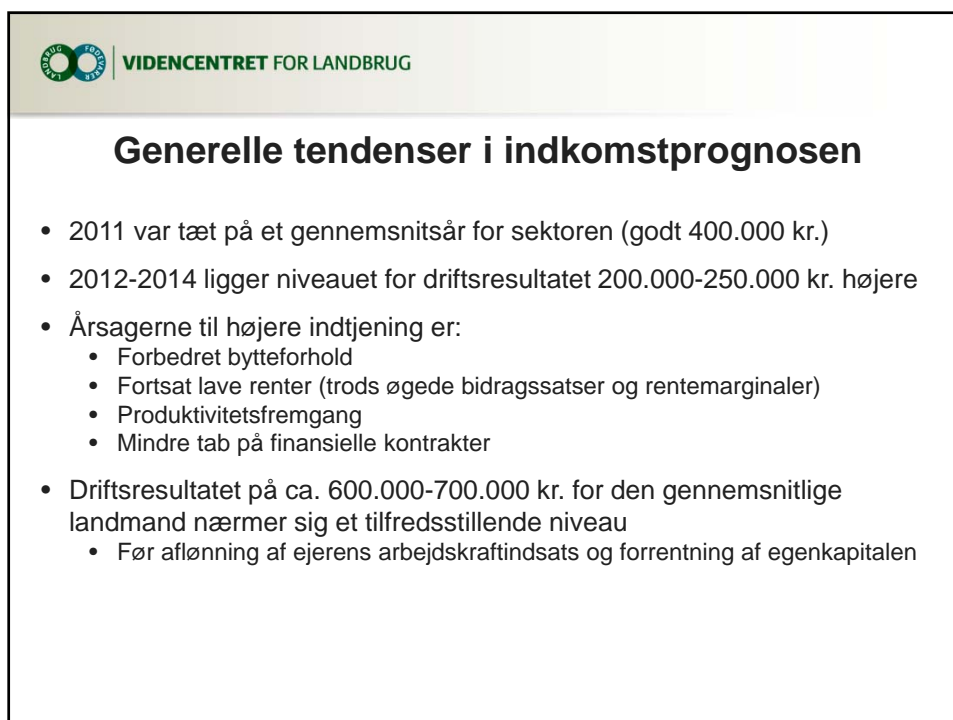 LANDBRUG FØDEVARER
VIDENCENTRET FOR LANDBRUG
Generelle tendenser i indkomstprognosen
• 2011 var tæt på et gennemsnitsår for sektoren (godt 400.000 kr.)
• 2012-2014 ligger niveauet for driftsresultatet 200.000-250.000 kr. højere
• Årsagerne til højere indtjening er:
• Forbedret bytteforhold
• Fortsat lave renter (trods øgede bidragssatser og rentemarginaler)
• Produktivitetsfremgang
• Mindre tab på finansielle kontrakter
• Driftsresultatet på ca. 600.000-700.000 kr. for den gennemsnitlige
landmand nærmer sig et tilfredsstillende niveau
• Før aflønning af ejerens arbejdskraftindsats og forrentning af egenkapitalen